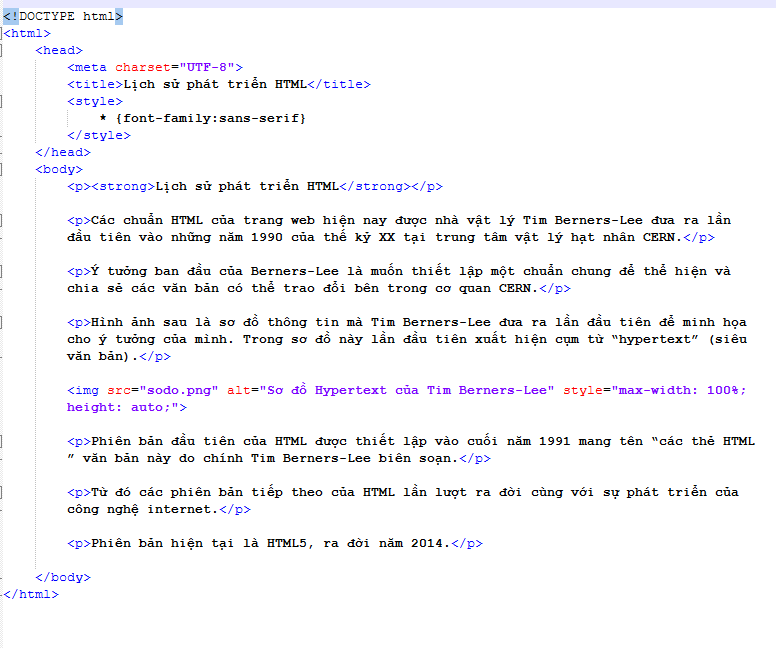 <!DOCTYPE html>
<html>
<head>
<meta charset="UTF-8">
<title>Lịch sử phát triển HTML</title>
<style>
* {font-family:sans-serif}
</style>
</head>
<body>
<p><strong>Lịch sử phát triển HTML</strong></p>
<p>Các chuẩn HTML của trang web hiện nay được nhà vật lý Tim Berners-Lee đưa ra lần
đầu tiên vào những năm 1990 của thế kỷ XX tại trung tâm vật lý hạt nhân CERN.</p>
<p>Ý tưởng ban đầu của Berners-Lee là muốn thiết lập một chuẩn chung để thể hiện và
chia sẻ các văn bản có thể trao đổi bên trong cơ quan CERN.</p>
<p>Hình ảnh sau là sơ đồ thông tin mà Tim Berners-Lee đưa ra lần đầu tiên để minh họa
cho ý tưởng của mình. Trong sơ đồ này lần đầu tiên xuất hiện cụm từ “hypertext” (siêu
văn bản).</p>
<img src="sodo.png" alt="Sơ đồ Hypertext của Tim Berners-Lee" style="max-width: 100%;
height: auto;">
<p>Phiên bản đầu tiên của HTML được thiết lập vào cuối năm 1991 mang tên “các thẻ HTML
” văn bản này do chính Tim Berners-Lee biên soạn.</p>
<p>Từ đó các phiên bản tiếp theo của HTML lần lượt ra đời cùng với sự phát triển của
công nghệ internet.</p>
<p>Phiên bản hiện tại là HTML5, ra đời năm 2014.</p>
</body>
</html>